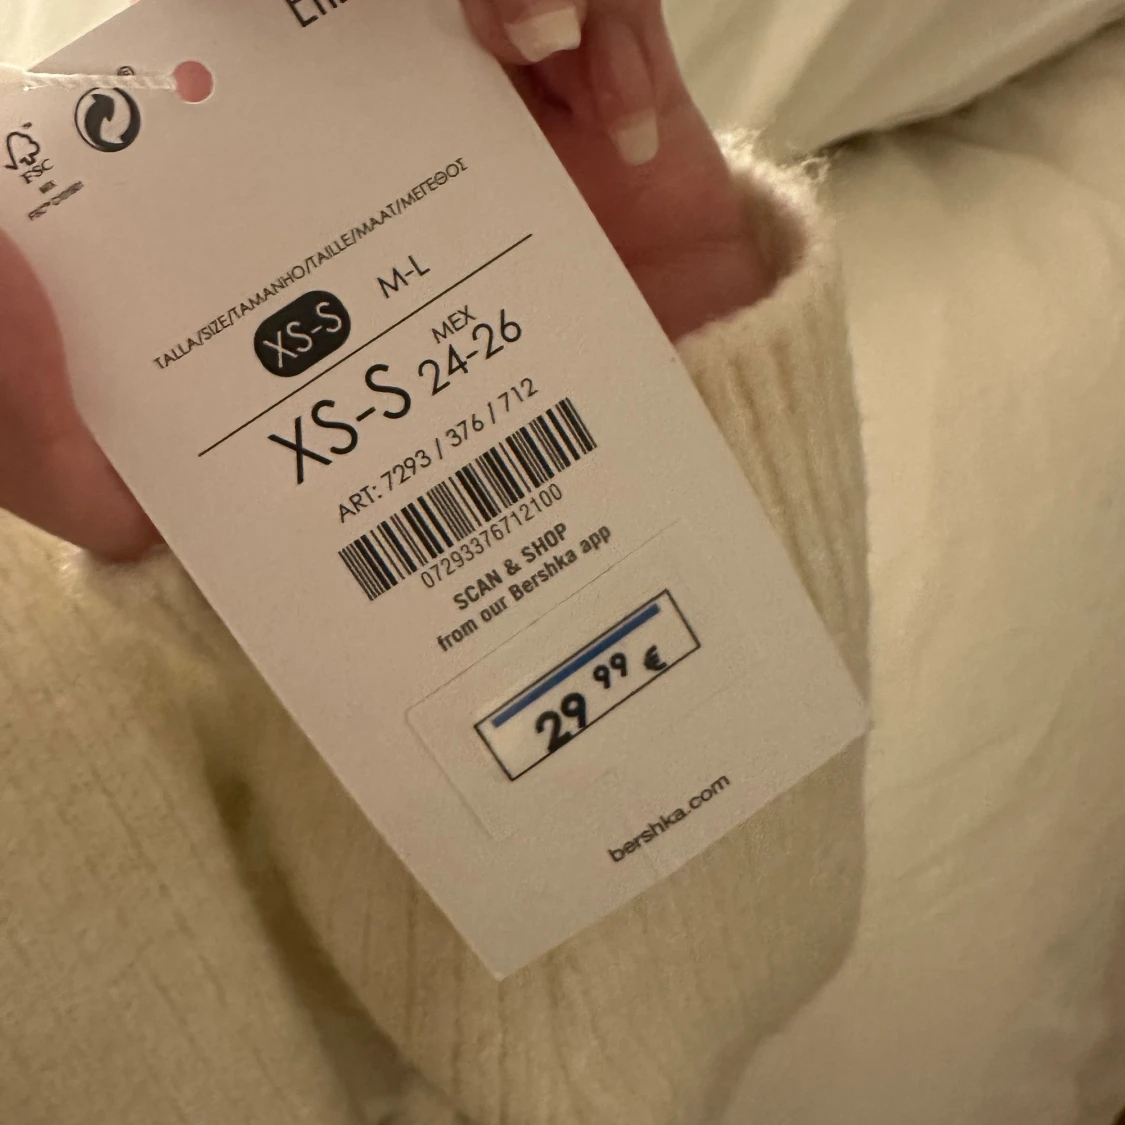 ®
FSC
TALLA/SIZE/TAMANHO/TAILLE/MAAT/ΜΕΓΕΘΟΣ
XS-S M-L
XS-S MEX 24-26
ART: 7293 / 376 / 712
07293376712100
SCAN & SHOP
from our Bershka app
29 99 €
bershka.com